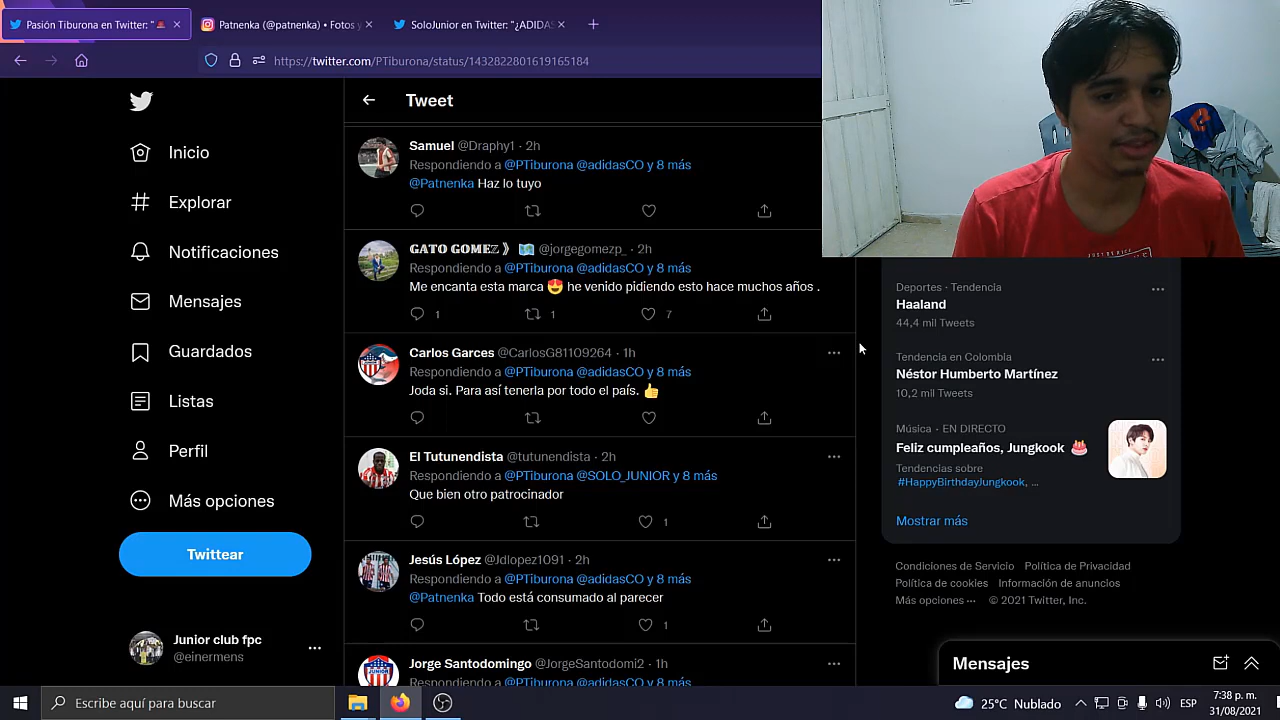 Pasión Tiburona en Twitter: "🚨
Patnenka (@patnenka) • Fotos y
SoloJunior en Twitter: "¿ADIDAS
https://twitter.com/PTiburona/status/1432822801619165184
Inicio
Explorar
Notificaciones
Mensajes
Guardados
Listas
Perfil
Más opciones
Twittear
Junior club fpc
@einermens
Tweet
Samuel @Draphy1 · 2h
Respondiendo a @PTiburona @adidasCO y 8 más
@Patnenka Haz lo tuyo
GATO GOMEZ》 @jorgegomezp_ · 2h
Respondiendo a @PTiburona @adidasCO y 8 más
Me encanta esta marca 😍 he venido pidiendo esto hace muchos años .
1 1 7
Carlos Garces @CarlosG81109264 · 1h
Respondiendo a @PTiburona @adidasCO y 8 más
Joda si. Para así tenerla por todo el país. 👍
El Tutunendista @tutunendista · 2h
Respondiendo a @PTiburona @SOLO_JUNIOR y 8 más
Que bien otro patrocinador
1
Jesús López @Jdlopez1091 · 2h
Respondiendo a @PTiburona @adidasCO y 8 más
@Patnenka Todo está consumado al parecer
1
Jorge Santodomingo @JorgeSantodomi2 · 1h
Respondiendo a @PTiburona @adidasCO y 8 más
Deportes · Tendencia
Haaland
44,4 mil Tweets
Tendencia en Colombia
Néstor Humberto Martínez
10,2 mil Tweets
Música · EN DIRECTO
Feliz cumpleaños, Jungkook 🎂
Tendencias sobre
#HappyBirthdayJungkook, ...
Mostrar más
Condiciones de Servicio Política de Privacidad
Política de cookies Información de anuncios
Más opciones ··· © 2021 Twitter, Inc.
Mensajes
Escribe aquí para buscar
25°C Nublado
ESP
7:38 p. m.
31/08/2021